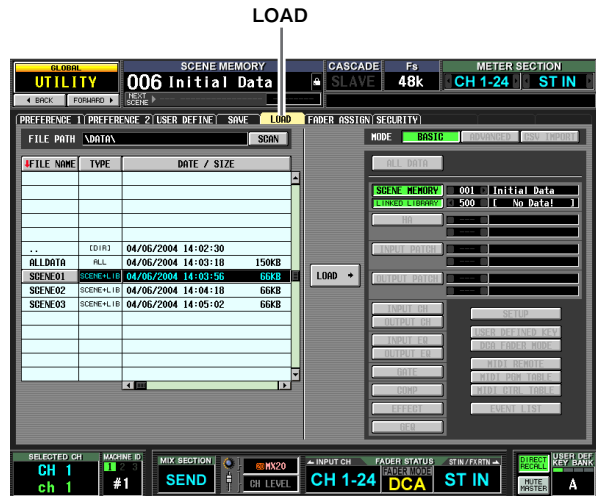 LOAD
GLOBAL SCENE MEMORY CASCADE Fs METER SECTION
UTILITY 006 Initial Data SLAVE 48k CH 1-24 ST IN
BACK FORWARD NEXT SCENE
PREFERENCE 1 PREFERENCE 2 USER DEFINE SAVE LOAD FADER ASSIGN SECURITY
FILE PATH \DATA\ SCAN
MODE BASIC ADVANCED CSV IMPORT
FILE NAME TYPE DATE / SIZE
.. [DIR] 04/06/2004 14:02:30
ALLDATA ALL 04/06/2004 14:03:18 150KB
SCENE01 SCENE+LIB 04/06/2004 14:03:56 66KB
SCENE02 SCENE+LIB 04/06/2004 14:04:18 66KB
SCENE03 SCENE+LIB 04/06/2004 14:05:02 66KB
LOAD
ALL DATA
SCENE MEMORY 001 Initial Data
LINKED LIBRARY 500 [ No Data! ]
HA
INPUT PATCH
OUTPUT PATCH
INPUT CH
OUTPUT CH
INPUT EQ
OUTPUT EQ
GATE
COMP
EFFECT
GEQ
SETUP
USER DEFINED KEY
DCA FADER MODE
MIDI REMOTE
MIDI PGM TABLE
MIDI CTRL TABLE
EVENT LIST
SELECTED CH MACHINE ID MIX SECTION MIX20 INPUT CH FADER STATUS ST IN/FXRTN DIRECT RECALL USER DEF KEY BANK
CH 1 1 2 3 FADER MODE
ch 1 #1 SEND CH LEVEL CH 1-24 DCA ST IN MUTE MASTER A